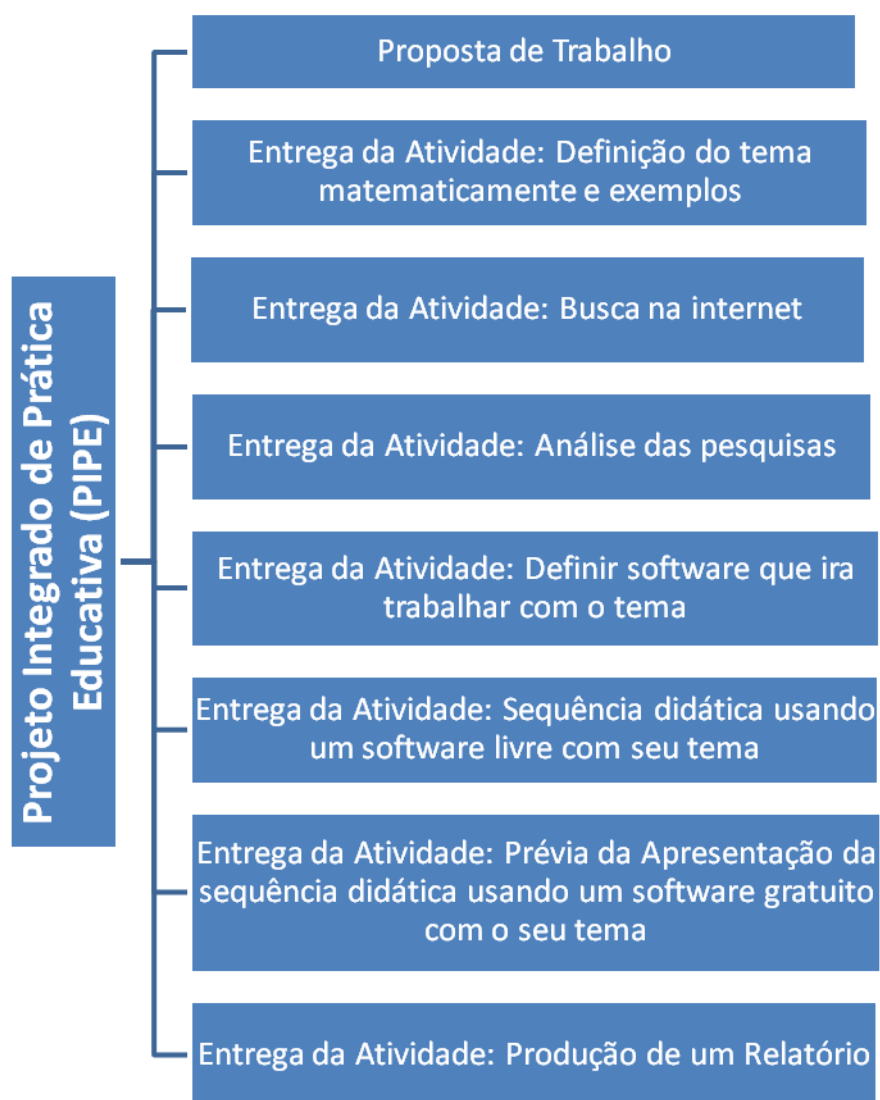 Projeto Integrado de Prática
Educativa (PIPE)
Proposta de Trabalho
Entrega da Atividade: Definição do tema
matematicamente e exemplos
Entrega da Atividade: Busca na internet
Entrega da Atividade: Análise das pesquisas
Entrega da Atividade: Definir software que ira
trabalhar com o tema
Entrega da Atividade: Sequência didática usando
um software livre com seu tema
Entrega da Atividade: Prévia da Apresentação da
sequência didática usando um software gratuito
com o seu tema
Entrega da Atividade: Produção de um Relatório